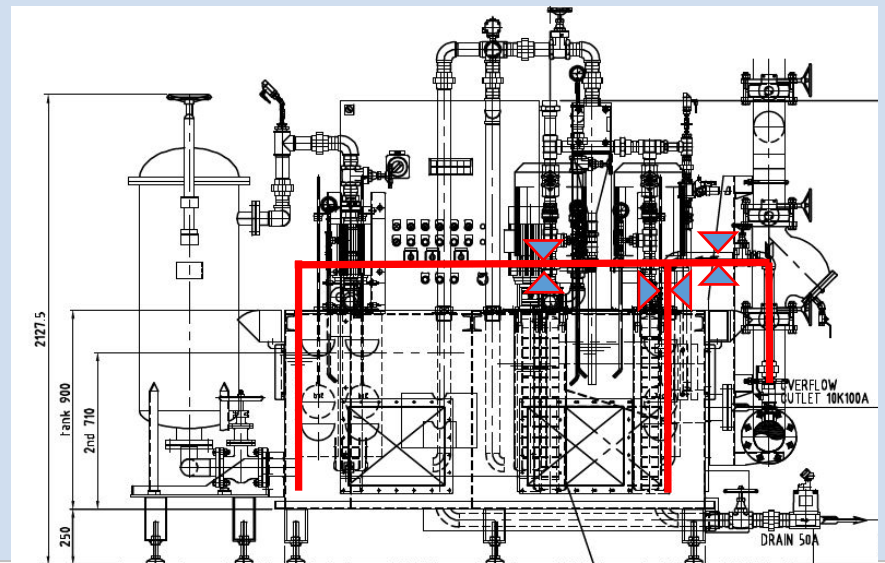 2127.5
tank 900
2nd 710
250
OVERFLOW
OUTLET 10K100A
DRAIN 50A